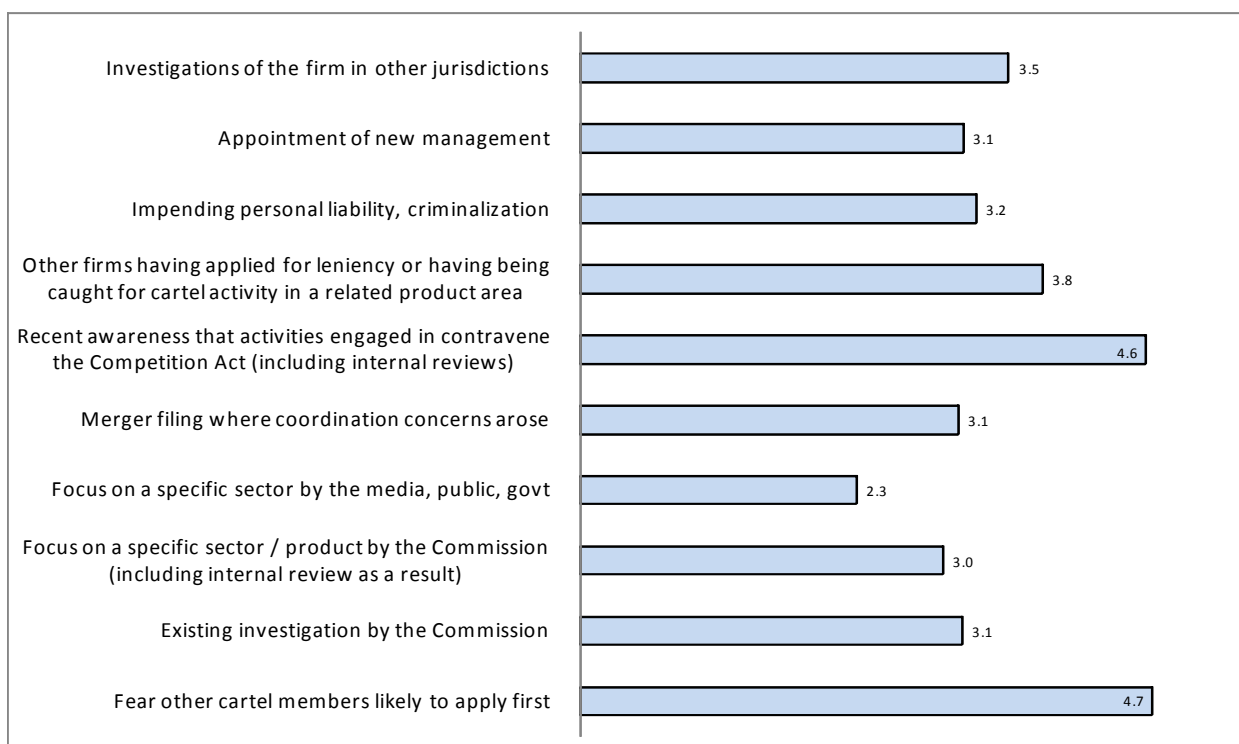 Investigations of the firm in other jurisdictions
3.5
Appointment of new management
3.1
Impending personal liability, criminalization
3.2
Other firms having applied for leniency or having being
caught for cartel activity in a related product area
3.8
Recent awareness that activities engaged in contravene
the Competition Act (including internal reviews)
4.6
Merger filing where coordination concerns arose
3.1
Focus on a specific sector by the media, public, govt
2.3
Focus on a specific sector / product by the Commission
(including internal review as a result)
3.0
Existing investigation by the Commission
3.1
Fear other cartel members likely to apply first
4.7